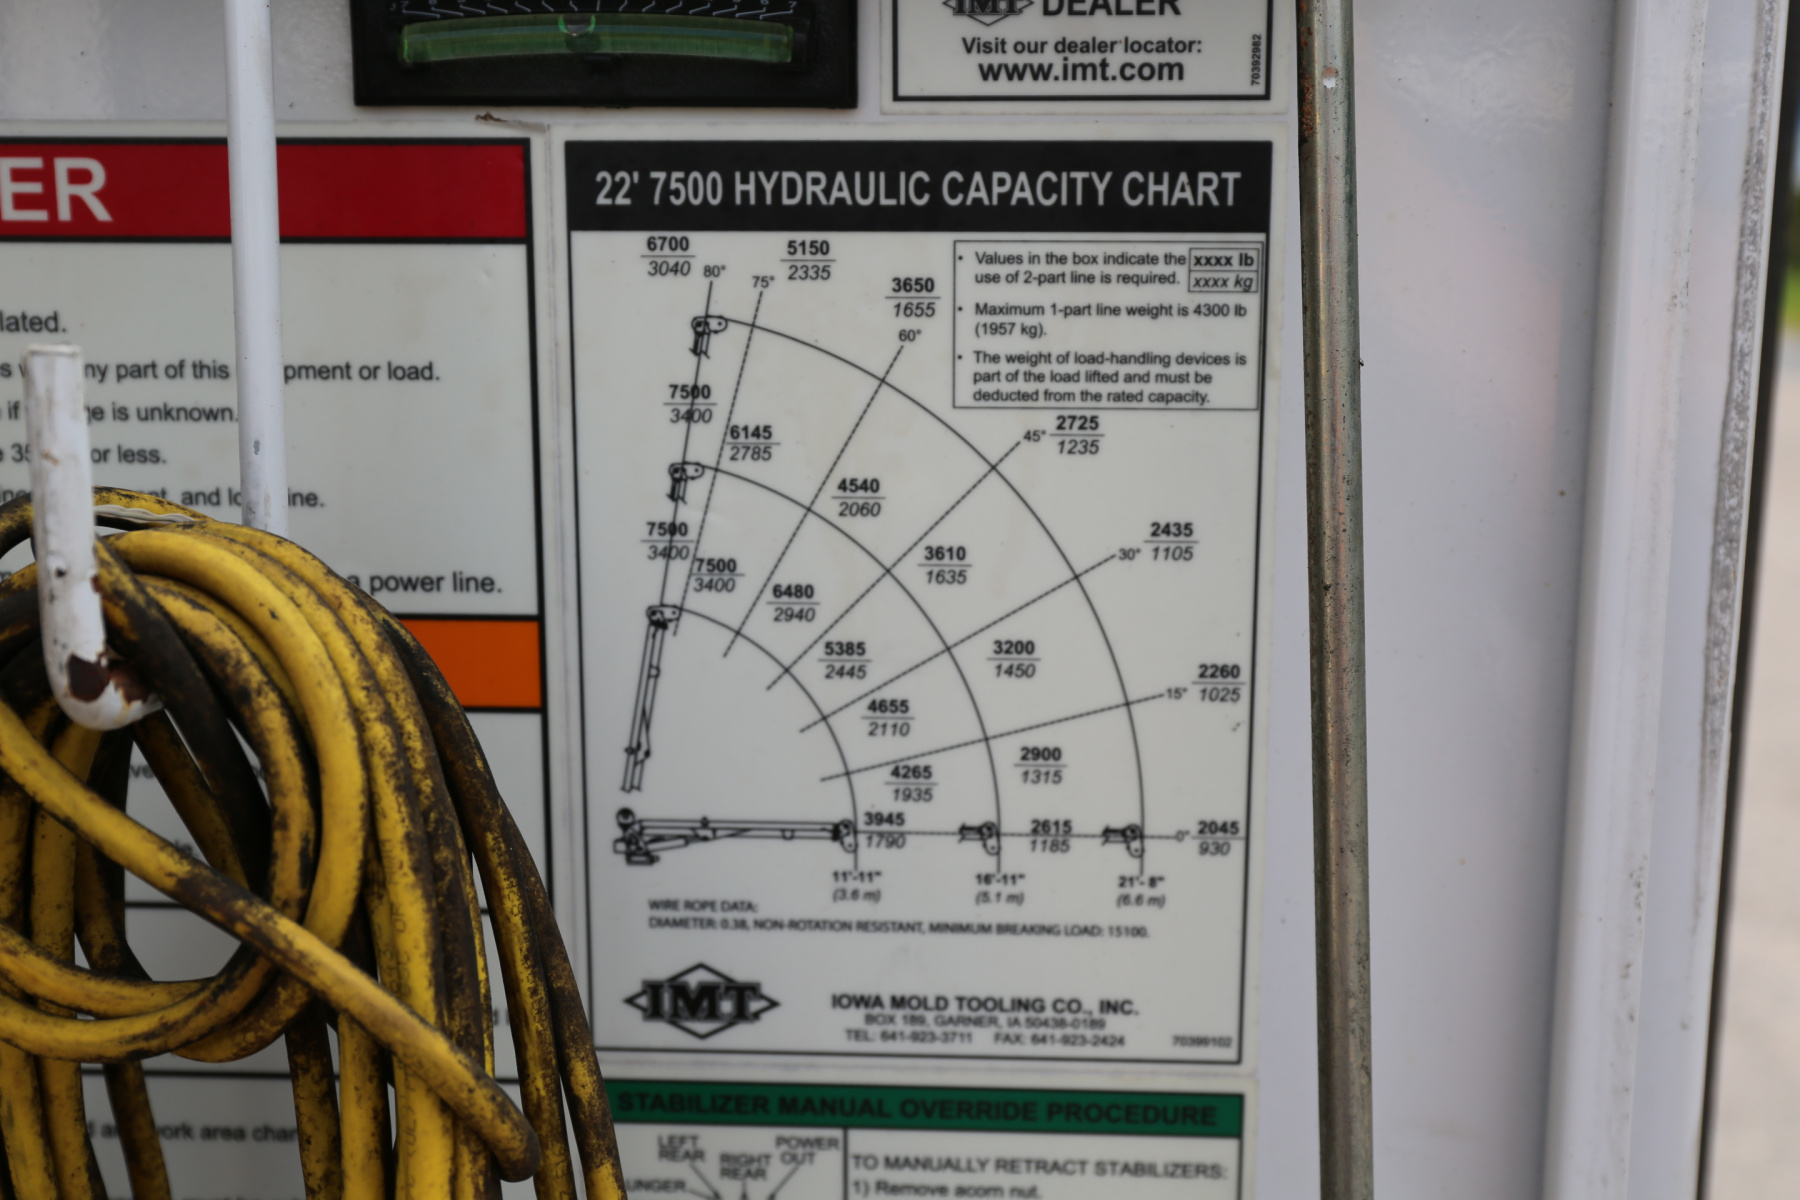 IMT DEALER
Visit our dealer locator:
www.imt.com
70392982
ER
lated.
ny part of this
pment or load.
is unknown.
or less.
and
line.
a power line.
work area
22' 7500 HYDRAULIC CAPACITY CHART
6700
3040
80°
5150
2335
75°
3650
1655
60°
• Values in the box indicate the
use of 2-part line is required.
xxxx lb
xxxx kg
• Maximum 1-part line weight is 4300 lb
(1957 kg).
• The weight of load-handling devices is
part of the load lifted and must be
deducted from the rated capacity.
7500
3400
6145
2785
45°
2725
1235
4540
2060
7500
3400
7500
3400
3610
1635
30°
2435
1105
6480
2940
5385
2445
3200
1450
15°
2260
1025
4655
2110
4265
1935
2900
1315
3945
1790
2615
1185
0°
2045
930
11'-11"
(3.6 m)
16'-11"
(5.1 m)
21'- 8"
(6.6 m)
WIRE ROPE DATA:
DIAMETER: 0.38, NON-ROTATION RESISTANT, MINIMUM BREAKING LOAD: 15100.
IMT
IOWA MOLD TOOLING CO., INC.
BOX 189, GARNER, IA 50438-0189
TEL: 641-923-3711 FAX: 641-923-2424
70399102
STABILIZER MANUAL OVERRIDE PROCEDURE
LEFT
REAR
RIGHT
REAR
POWER
OUT
UNGER
TO MANUALLY RETRACT STABILIZERS:
1) Remove acorn nut.